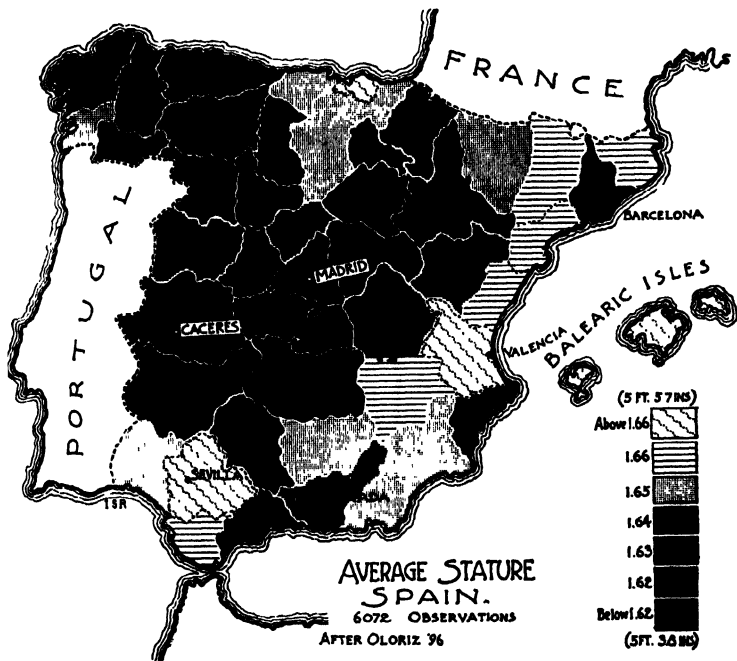 FRANCE
PORTUGAL
BARCELONA
MADRID
CACERES
VALENCIA
BALEARIC ISLES
SEVILLA
ISR
(5 FT. 5 7 INS)
Above 1.66
1.66
1.65
1.64
1.63
1.62
Below 1.62
(5 FT. 3.8 INS)
AVERAGE STATURE
SPAIN.
6072 OBSERVATIONS
AFTER OLORIZ '96